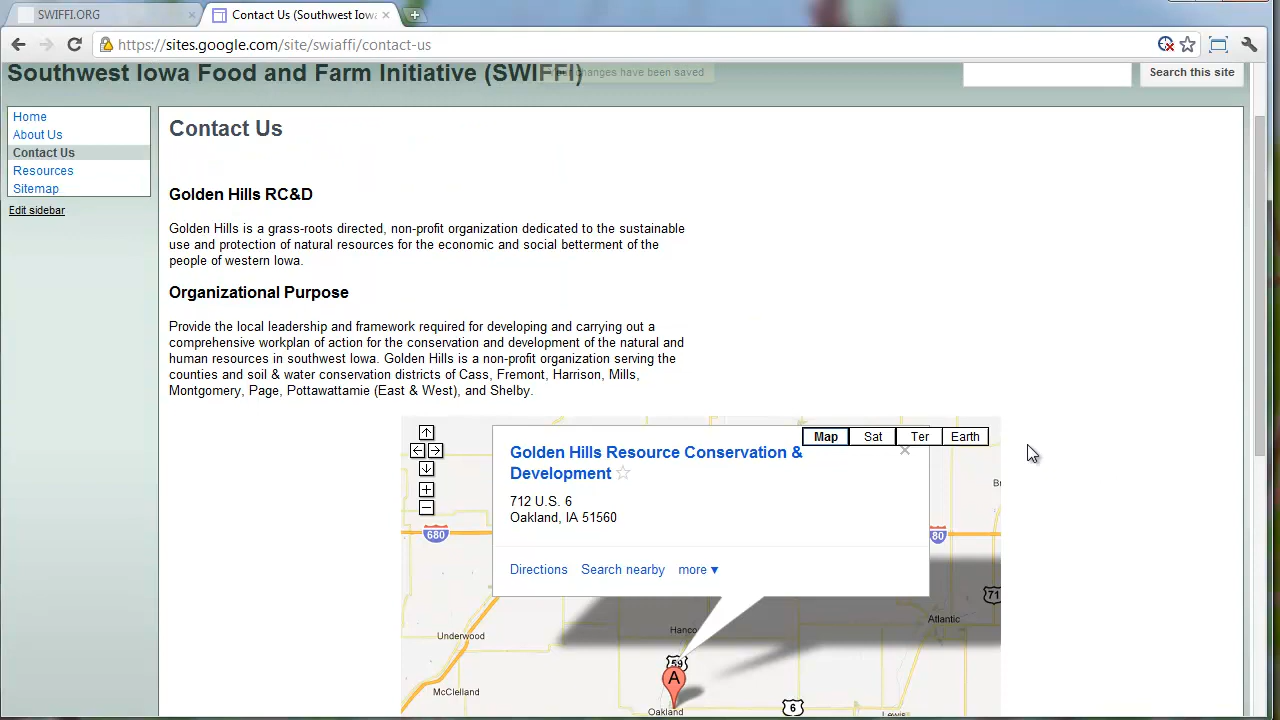 SWIFFI.ORG
Contact Us (Southwest Iowa
https://sites.google.com/site/swiaffi/contact-us
Southwest Iowa Food and Farm Initiative (SWIFFI)
changes have been saved
Search this site
Home
About Us
Contact Us
Resources
Sitemap
Edit sidebar
Contact Us
Golden Hills RC&D
Golden Hills is a grass-roots directed, non-profit organization dedicated to the sustainable
use and protection of natural resources for the economic and social betterment of the
people of western Iowa.
Organizational Purpose
Provide the local leadership and framework required for developing and carrying out a
comprehensive workplan of action for the conservation and development of the natural and
human resources in southwest Iowa. Golden Hills is a non-profit organization serving the
counties and soil & water conservation districts of Cass, Fremont, Harrison, Mills,
Montgomery, Page, Pottawattamie (East & West), and Shelby.
Map Sat Ter Earth
Golden Hills Resource Conservation &
Development
712 U.S. 6
Oakland, IA 51560
Directions Search nearby more ▼
680
80
71
Atlantic
Underwood
Hanco
59
A
McClelland
6
Oakland
Lewis